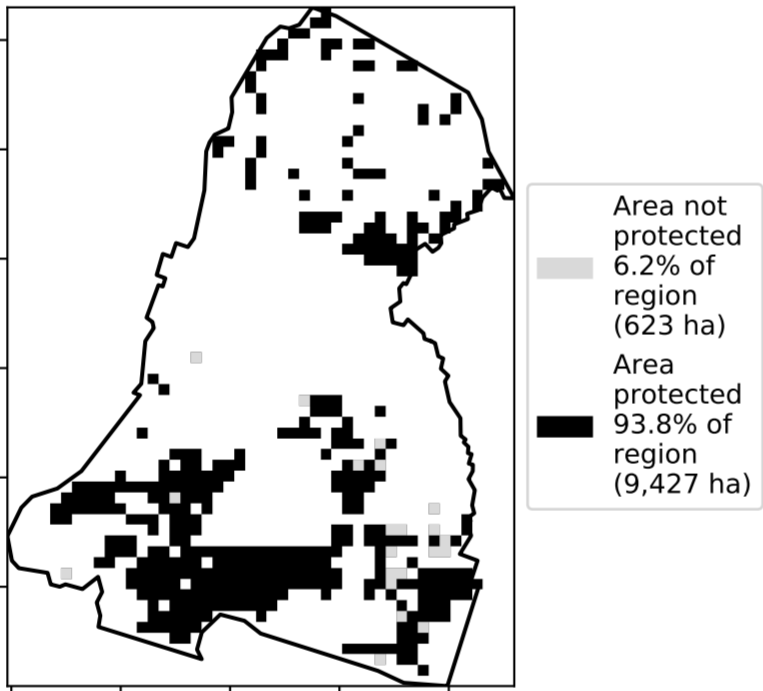 Area not
protected
6.2% of
region
(623 ha)
Area
protected
93.8% of
region
(9,427 ha)